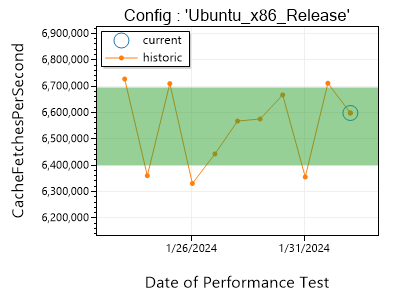 Config : 'Ubuntu_x86_Release'
CacheFetchesPerSecond
6,900,000
6,800,000
6,700,000
6,600,000
6,500,000
6,400,000
6,300,000
6,200,000
current
historic
1/26/2024
1/31/2024
Date of Performance Test